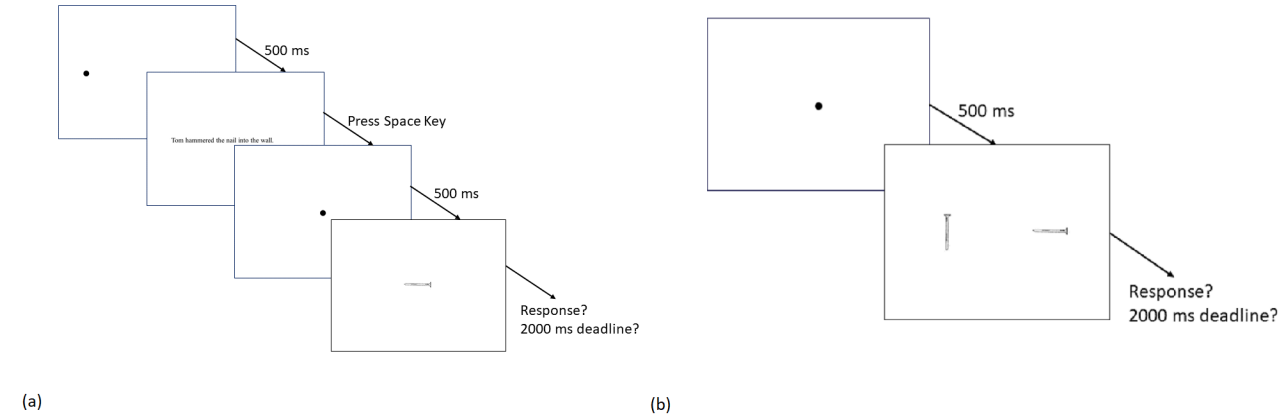 500 ms
Tom hammered the nail into the wall.
Press Space Key
500 ms
Response?
2000 ms deadline?
(a)
500 ms
Response?
2000 ms deadline?
(b)